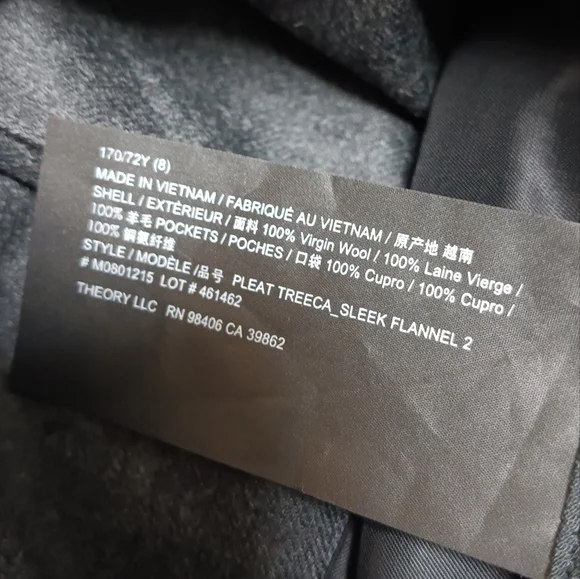 170/72Y (8)
MADE IN VIETNAM / FABRIQUÉ AU VIETNAM / 原产地 越南
SHELL / EXTÉRIEUR / 面料 100% Virgin Wool / 100% Laine Vierge /
100% 羊毛 POCKETS / POCHES / 口袋 100% Cupro / 100% Cupro /
100% 铜氨纤维
STYLE / MODÈLE /品号 PLEAT TREECA_SLEEK FLANNEL 2
# M0801215 LOT # 461462
THEORY LLC RN 98406 CA 39862